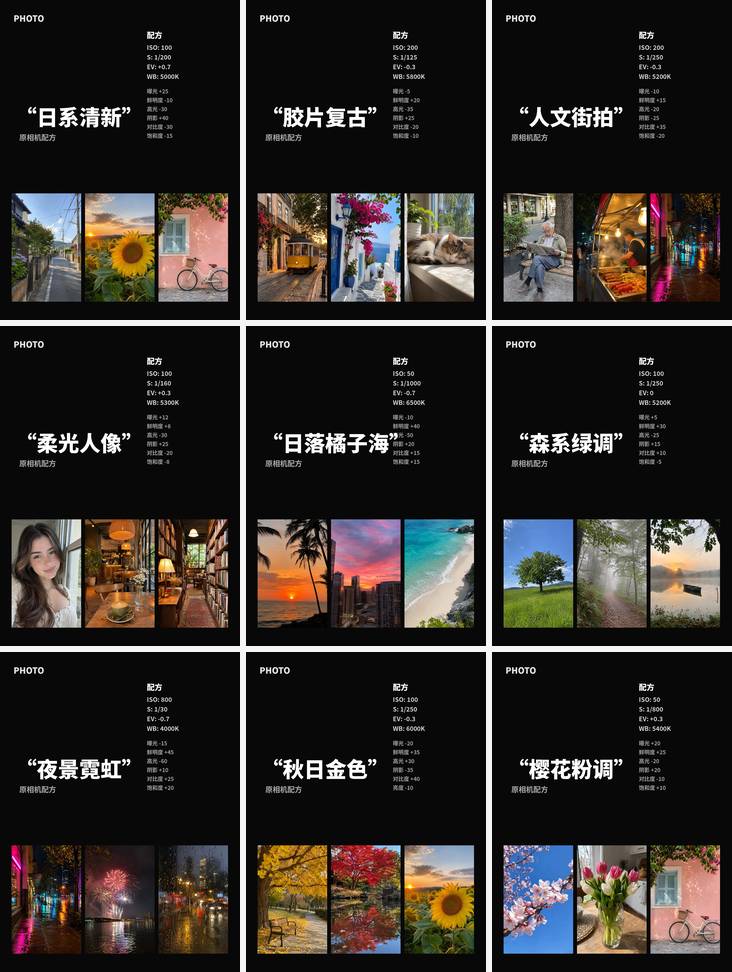 PHOTO
配方
ISO: 100
S: 1/200
EV: +0.7
WB: 5000K
曝光 +25
鲜明度 -10
高光 -30
阴影 +40
对比度 -30
饱和度 -15
“日系清新”
原相机配方
PHOTO
配方
ISO: 200
S: 1/125
EV: -0.3
WB: 5800K
曝光 -5
鲜明度 +20
高光 -35
阴影 +25
对比度 -20
饱和度 -10
“胶片复古”
原相机配方
PHOTO
配方
ISO: 200
S: 1/250
EV: -0.3
WB: 5200K
曝光 -10
鲜明度 +15
高光 -20
阴影 -25
对比度 +35
饱和度 -20
“人文街拍”
原相机配方
PHOTO
配方
ISO: 100
S: 1/160
EV: +0.3
WB: 5300K
曝光 +12
鲜明度 +8
高光 -30
阴影 +25
对比度 -20
饱和度 -8
“柔光人像”
原相机配方
PHOTO
配方
ISO: 50
S: 1/1000
EV: -0.7
WB: 6500K
曝光 -10
鲜明度 +40
高光 -50
阴影 +20
对比度 +15
饱和度 +15
“日落橘子海”
原相机配方
PHOTO
配方
ISO: 100
S: 1/250
EV: 0
WB: 5200K
曝光 +5
鲜明度 +30
高光 -25
阴影 +15
对比度 +10
饱和度 -5
“森系绿调”
原相机配方
PHOTO
配方
ISO: 800
S: 1/30
EV: -0.7
WB: 4000K
曝光 -15
鲜明度 +45
高光 -60
阴影 +10
对比度 +25
饱和度 +20
“夜景霓虹”
原相机配方
PHOTO
配方
ISO: 100
S: 1/250
EV: -0.3
WB: 6000K
曝光 -20
鲜明度 +35
高光 +30
阴影 -35
对比度 +40
亮度 -10
“秋日金色”
原相机配方
PHOTO
配方
ISO: 50
S: 1/800
EV: +0.3
WB: 5400K
曝光 +20
鲜明度 +25
高光 -20
阴影 +20
对比度 -10
饱和度 +10
“樱花粉调”
原相机配方